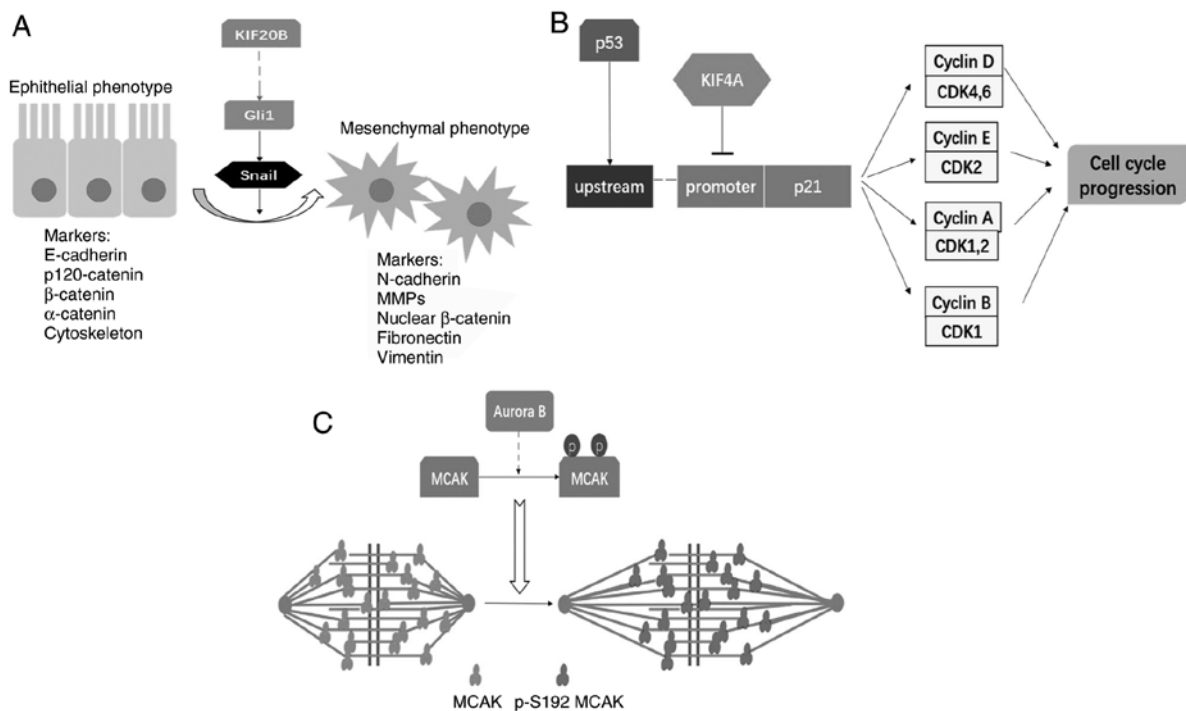 A
KIF20B
Gli1
Snail
Ephithelial phenotype
Mesenchymal phenotype
Markers:
E-cadherin
p120-catenin
β-catenin
α-catenin
Cytoskeleton
Markers:
N-cadherin
MMPs
Nuclear β-catenin
Fibronectin
Vimentin
B
p53
KIF4A
upstream
promoter
p21
Cyclin D
CDK4,6
Cyclin E
CDK2
Cyclin A
CDK1,2
Cyclin B
CDK1
Cell cycle
progression
C
Aurora B
MCAK
p p
MCAK
MCAK
p-S192 MCAK